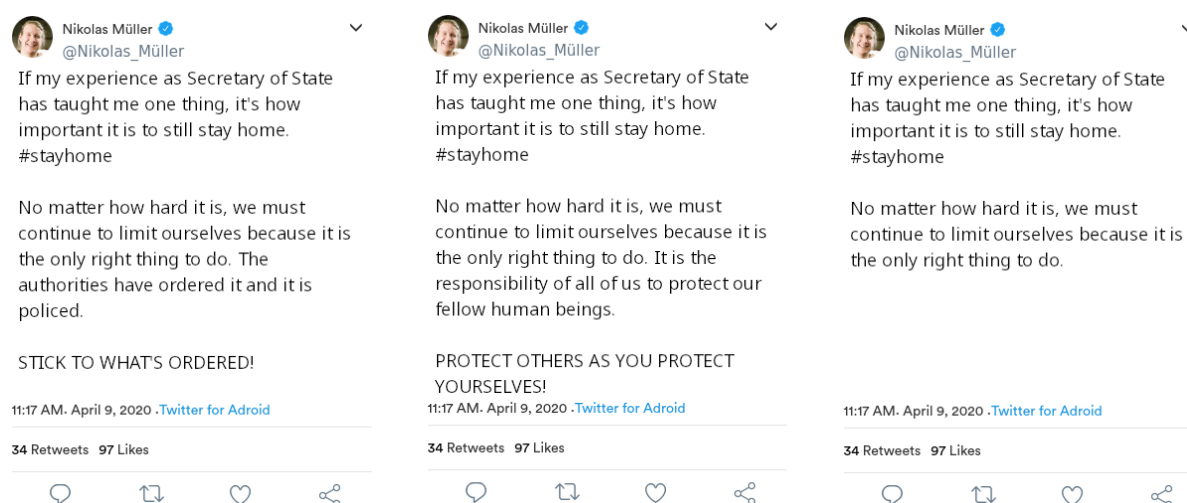 Nikolas Müller
@Nikolas_Müller
If my experience as Secretary of State
has taught me one thing, it's how
important it is to still stay home.
#stayhome
No matter how hard it is, we must
continue to limit ourselves because it is
the only right thing to do. The
authorities have ordered it and it is
policed.
STICK TO WHAT'S ORDERED!
11:17 AM. April 9, 2020 .Twitter for Adroid
34 Retweets 97 Likes
Nikolas Müller
@Nikolas_Müller
If my experience as Secretary of State
has taught me one thing, it's how
important it is to still stay home.
#stayhome
No matter how hard it is, we must
continue to limit ourselves because it is
the only right thing to do. It is the
responsibility of all of us to protect our
fellow human beings.
PROTECT OTHERS AS YOU PROTECT
YOURSELVES!
11:17 AM. April 9, 2020 .Twitter for Adroid
34 Retweets 97 Likes
Nikolas Müller
@Nikolas_Müller
If my experience as Secretary of State
has taught me one thing, it's how
important it is to still stay home.
#stayhome
No matter how hard it is, we must
continue to limit ourselves because it is
the only right thing to do.
11:17 AM. April 9, 2020 .Twitter for Adroid
34 Retweets 97 Likes